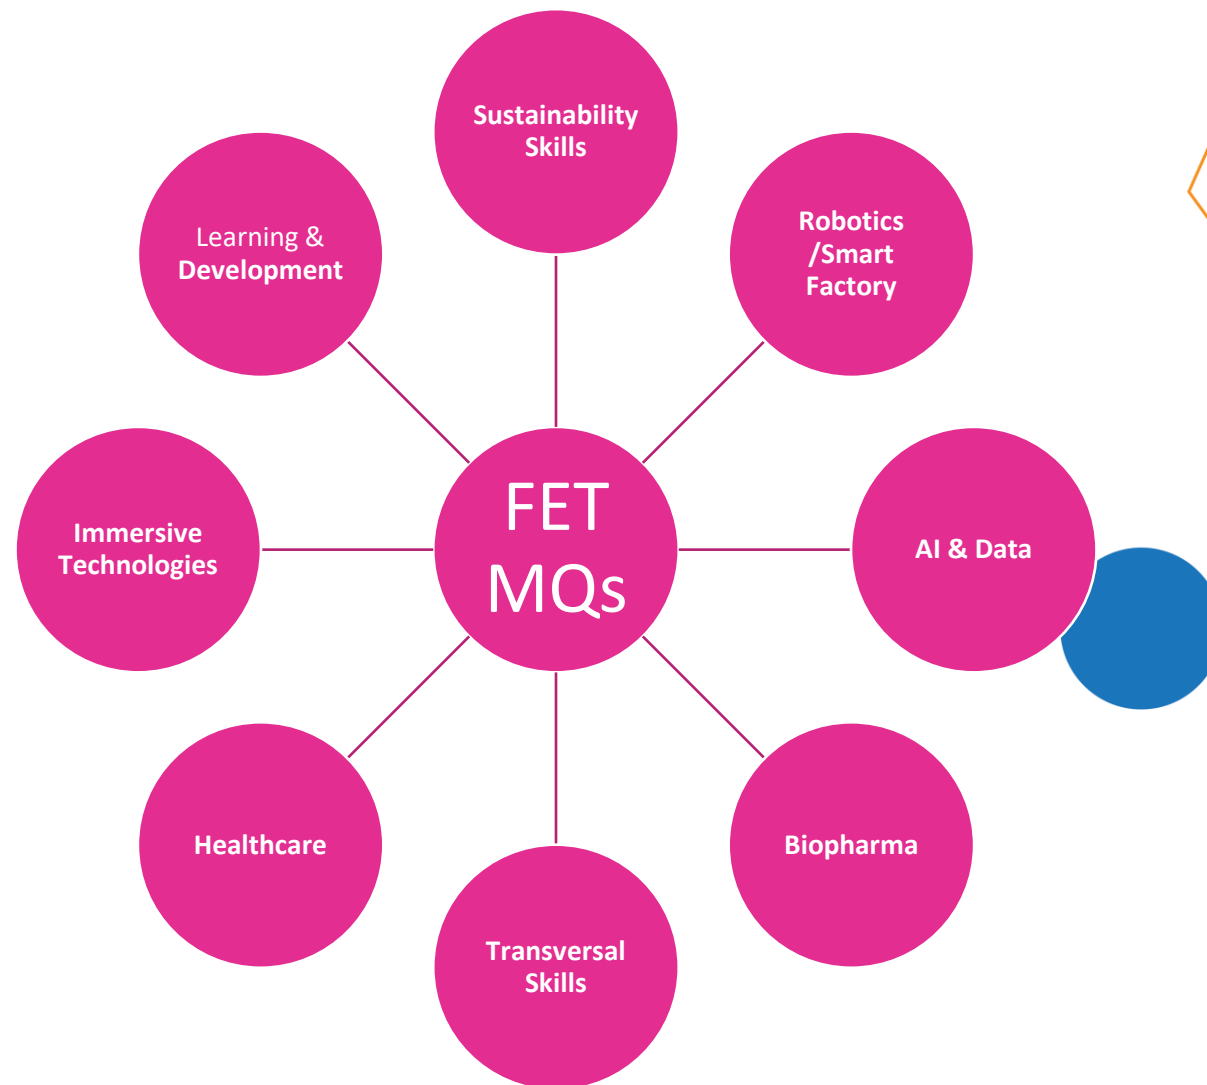 Sustainability
Skills
Robotics
/Smart
Factory
AI & Data
Biopharma
Transversal
Skills
Healthcare
Immersive
Technologies
Learning &
Development
FET
MQs